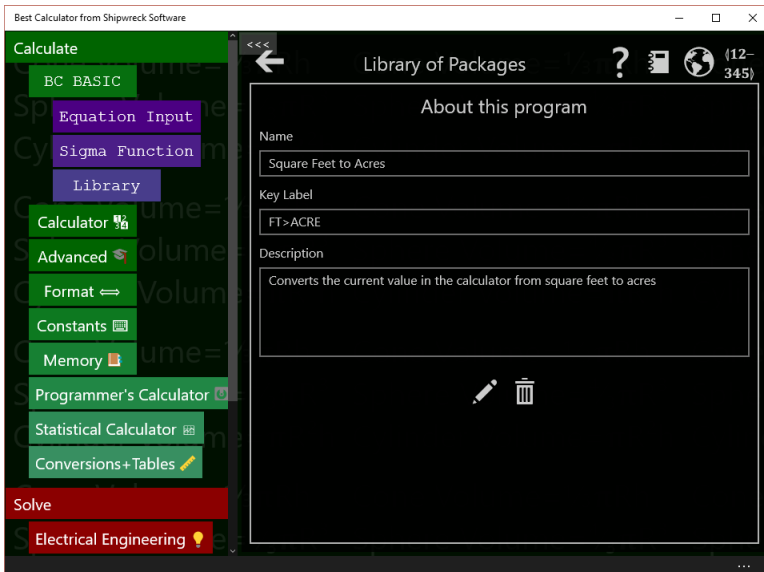 Best Calculator from Shipwreck Software
Calculate
BC BASIC
Equation Input
Sigma Function
Library
Calculator
Advanced
Format
Constants
Memory
Programmer's Calculator
Statistical Calculator
Conversions+Tables
Solve
Electrical Engineering
<<<
Library of Packages
?
(12–
345)
About this program
Name
Square Feet to Acres
Key Label
FT>ACRE
Description
Converts the current value in the calculator from square feet to acres
...